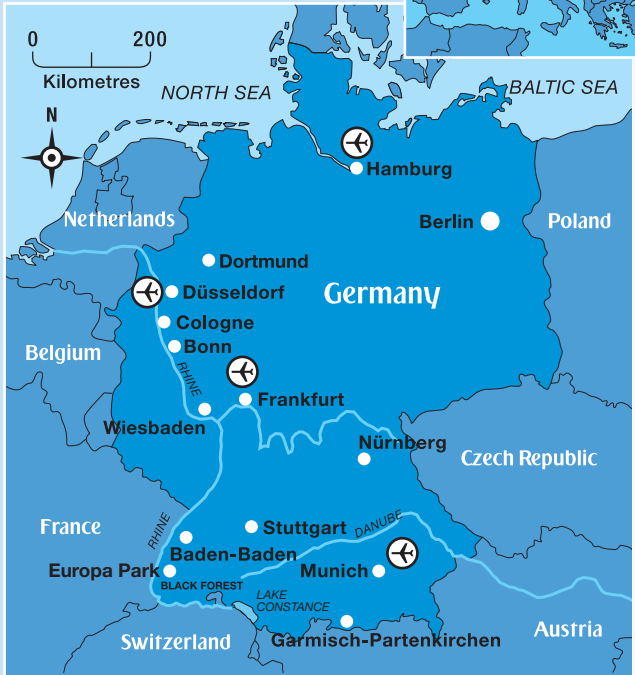 0 200
Kilometres
NORTH SEA
BALTIC SEA
N
Hamburg
Netherlands
Berlin
Poland
Dortmund
Düsseldorf
Germany
Cologne
Belgium
Bonn
RHINE
Frankfurt
Wiesbaden
Nürnberg
Czech Republic
France
RHINE
Stuttgart
DANUBE
Baden-Baden
Europa Park
BLACK FOREST
Munich
LAKE
CONSTANCE
Switzerland
Garmisch-Partenkirchen
Austria